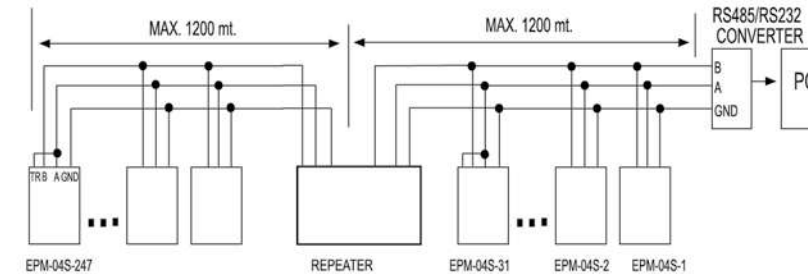 MAX. 1200 mt.
MAX. 1200 mt.
RS485/RS232
CONVERTER
B
A
GND
TR B A GND
EPM-04S-247
REPEATER
EPM-04S-31
EPM-04S-2
EPM-04S-1